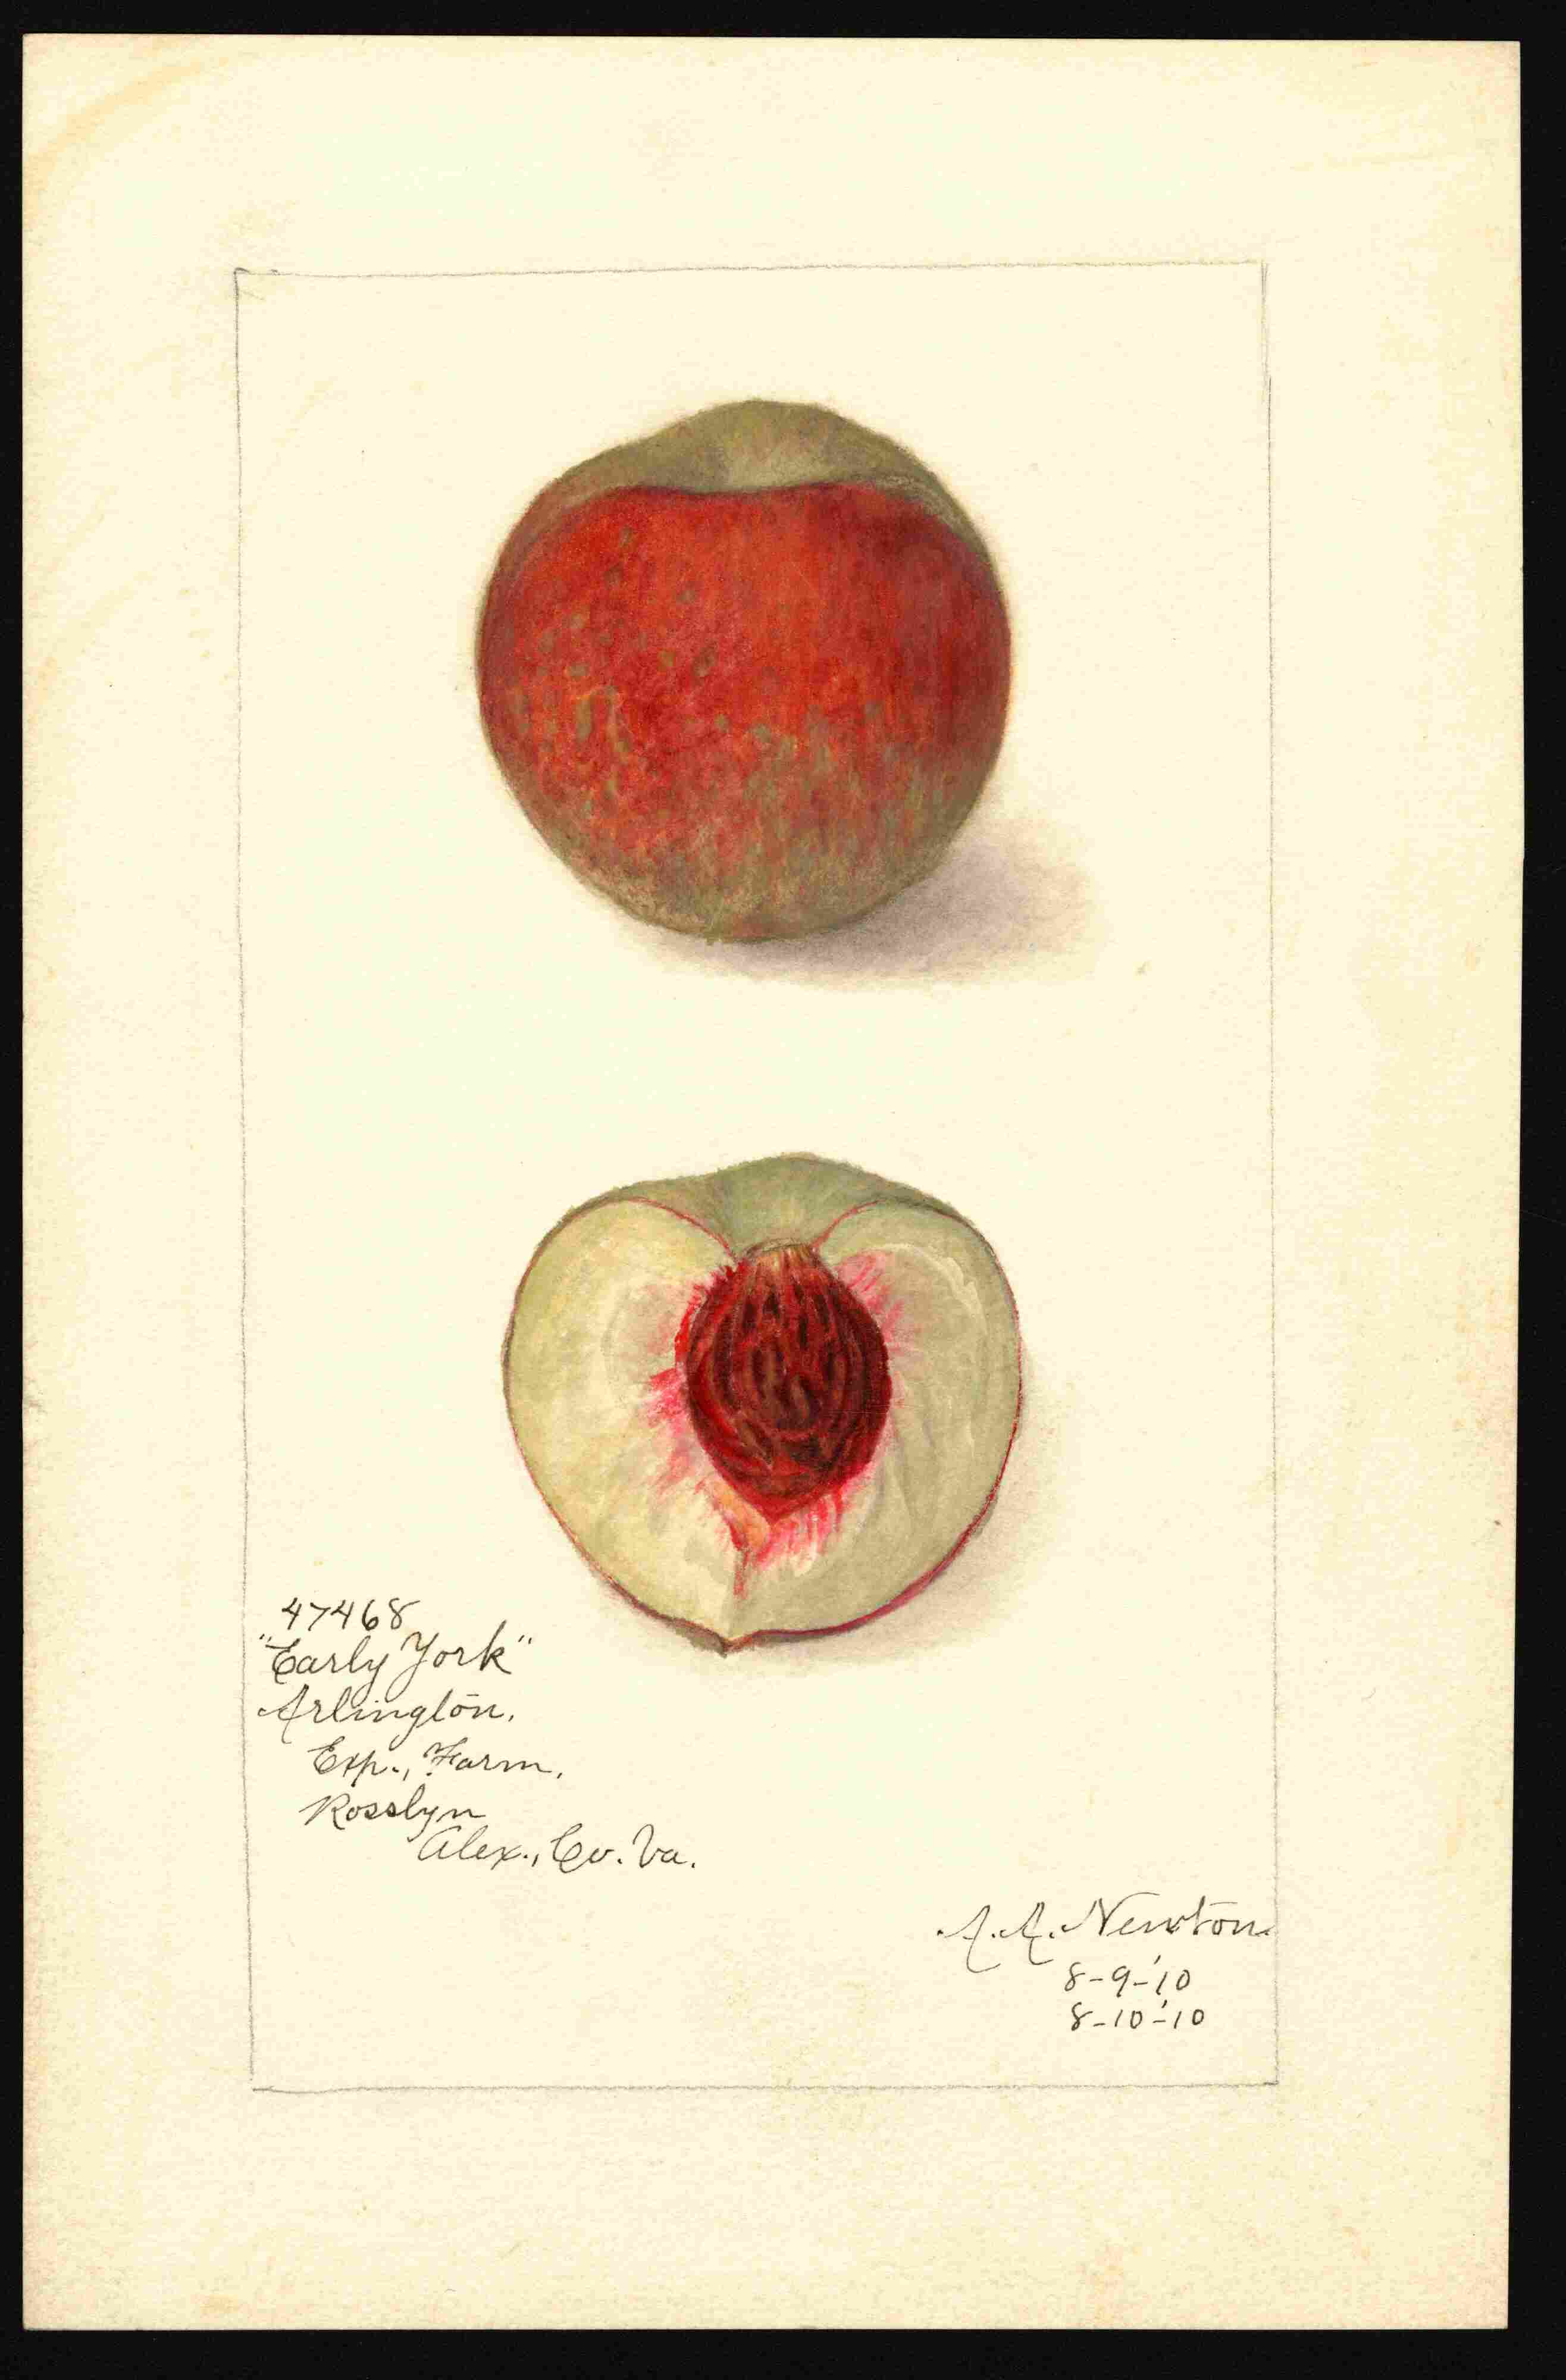 47468
"Early York"
Arlington.
Exp., Farm.
Rosslyn
Alex., Co. Va.
A. A. Newton
8-9-'10
8-10-'10